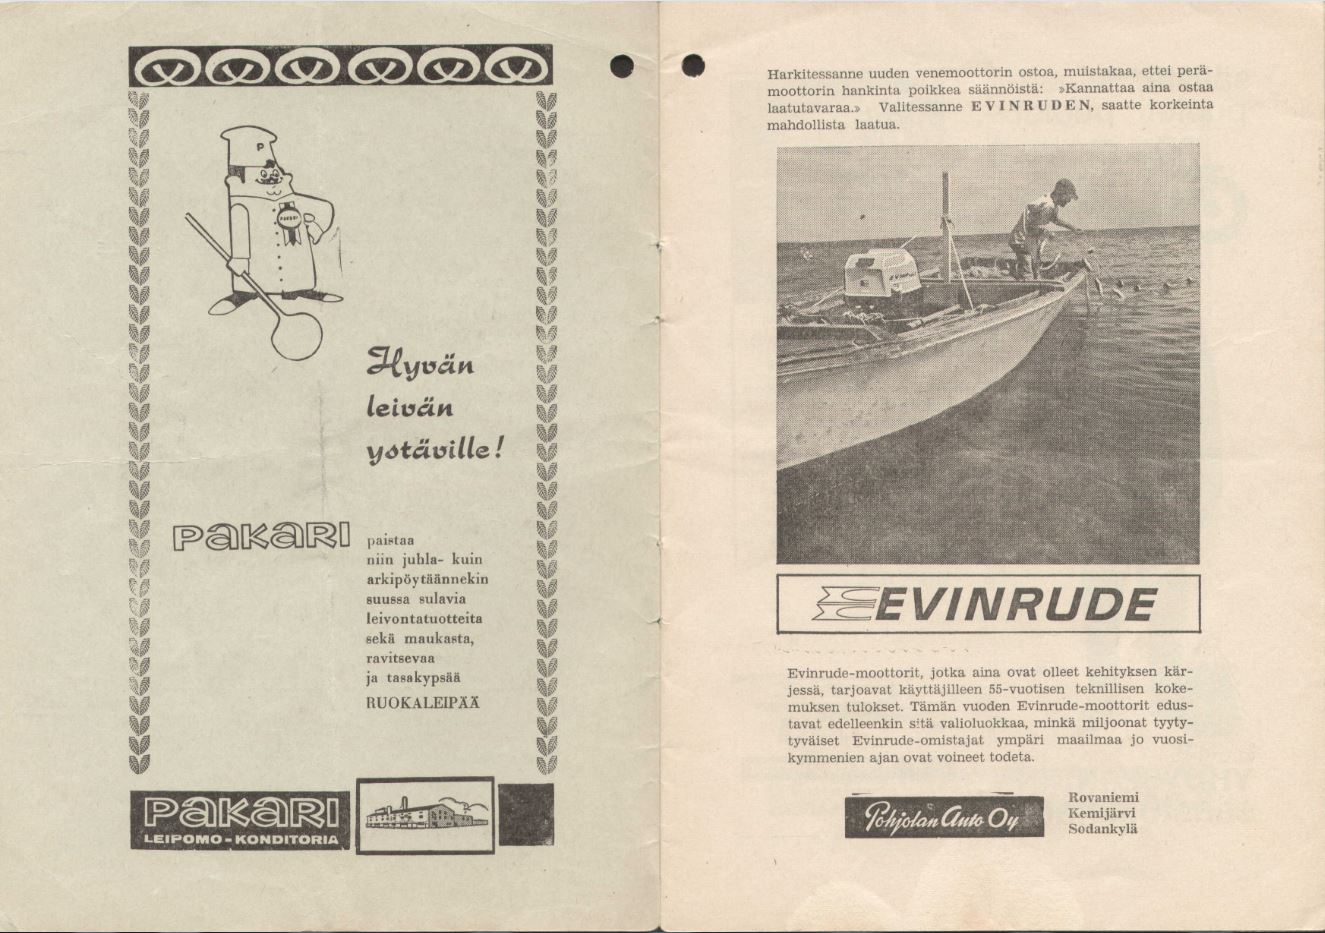 P
PAKARI
Hyvän
leivän
ystäville!
PAKARI
paistaa
niin juhla- kuin
arkipöytäännekin
suussa sulavia
leivontatuotteita
sekä maukasta,
ravitsevaa
ja tasakypsää
RUOKALEIPÄÄ
PAKARI
LEIPOMO - KONDITORIA
Harkitessanne uuden venemoottorin ostoa, muistakaa, ettei perä-
moottorin hankinta poikkea säännöistä: »Kannattaa aina ostaa
laatutavaraa.» Valitessanne EVINRUDEN, saatte korkeinta
mahdollista laatua.
EVINRUDE
Evinrude-moottorit, jotka aina ovat olleet kehityksen kär-
jessä, tarjoavat käyttäjilleen 55-vuotisen teknillisen koke-
muksen tulokset. Tämän vuoden Evinrude-moottorit edus-
tavat edelleenkin sitä valioluokkaa, minkä miljoonat tyyty-
tyväiset Evinrude-omistajat ympäri maailmaa jo vuosi-
kymmenien ajan ovat voineet todeta.
Pohjolan Auto Oy
Rovaniemi
Kemijärvi
Sodankylä